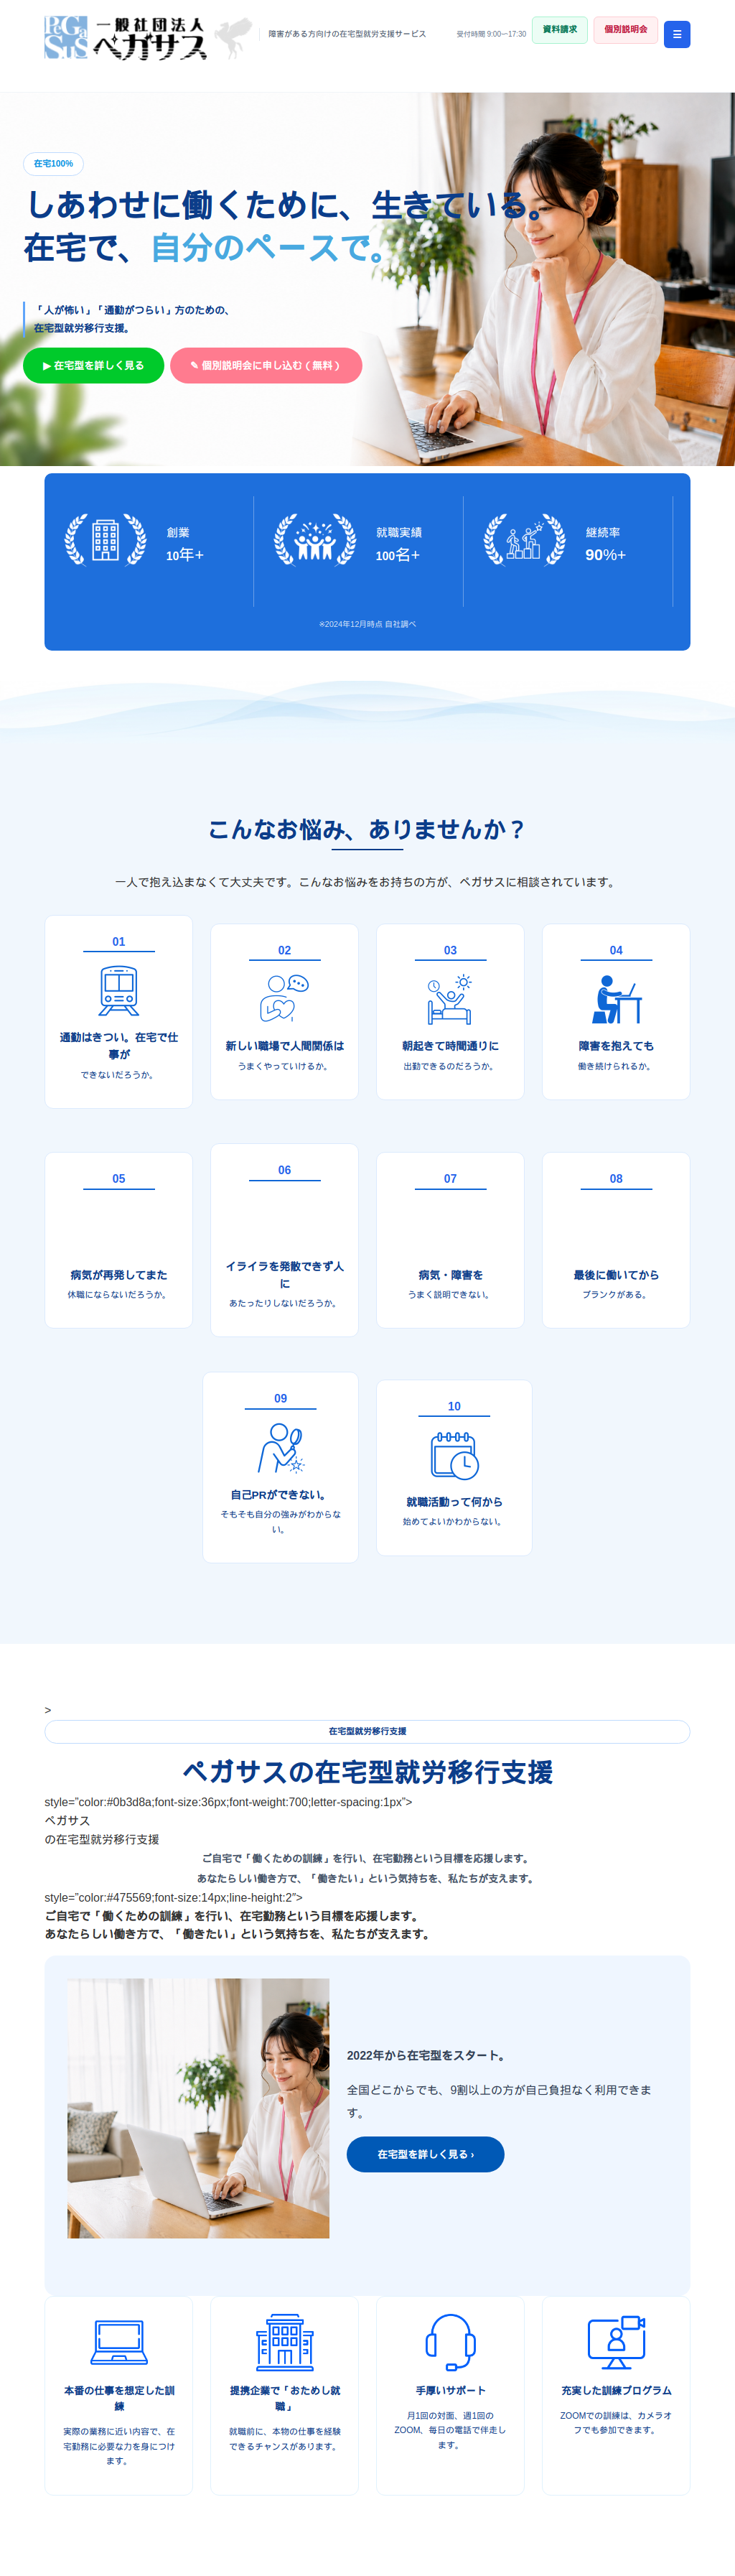 PGa
SUS
一般社団法人
ペガサス
障害がある方向けの在宅型就労支援サービス
受付時間 9:00ー17:30
資料請求
個別説明会
☰
在宅100%
しあわせに働くために、生きている。
在宅で、自分のペースで。
「人が怖い」「通勤がつらい」方のための、
在宅型就労移行支援。
▶ 在宅型を詳しく見る
✎ 個別説明会に申し込む（無料）
創業
10年+
就職実績
100名+
継続率
90%+
※2024年12月時点 自社調べ
こんなお悩み、ありませんか？
一人で抱え込まなくて大丈夫です。こんなお悩みをお持ちの方が、ペガサスに相談されています。
01
通勤はきつい。在宅で仕
事が
できないだろうか。
02
新しい職場で人間関係は
うまくやっていけるか。
03
朝起きて時間通りに
出勤できるのだろうか。
04
障害を抱えても
働き続けられるか。
05
病気が再発してまた
休職にならないだろうか。
06
イライラを発散できず人
に
あたったりしないだろうか。
07
病気・障害を
うまく説明できない。
08
最後に働いてから
ブランクがある。
09
自己PRができない。
そもそも自分の強みがわからな
い。
10
就職活動って何から
始めてよいかわからない。
>
在宅型就労移行支援
ペガサスの在宅型就労移行支援
style="color:#0b3d8a;font-size:36px;font-weight:700;letter-spacing:1px">
ペガサス
の在宅型就労移行支援
ご自宅で「働くための訓練」を行い、在宅勤務という目標を応援します。
あなたらしい働き方で、「働きたい」という気持ちを、私たちが支えます。
style="color:#475569;font-size:14px;line-height:2">
ご自宅で「働くための訓練」を行い、在宅勤務という目標を応援します。
あなたらしい働き方で、「働きたい」という気持ちを、私たちが支えます。
2022年から在宅型をスタート。
全国どこからでも、9割以上の方が自己負担なく利用できま
す。
在宅型を詳しく見る ›
本番の仕事を想定した訓
練
実際の業務に近い内容で、在
宅勤務に必要な力を身につけ
ます。
提携企業で「おためし就
職」
就職前に、本物の仕事を経験
できるチャンスがあります。
手厚いサポート
月1回の対面、週1回の
ZOOM、毎日の電話で伴走し
ます。
充実した訓練プログラム
ZOOMでの訓練は、カメラオ
フでも参加できます。